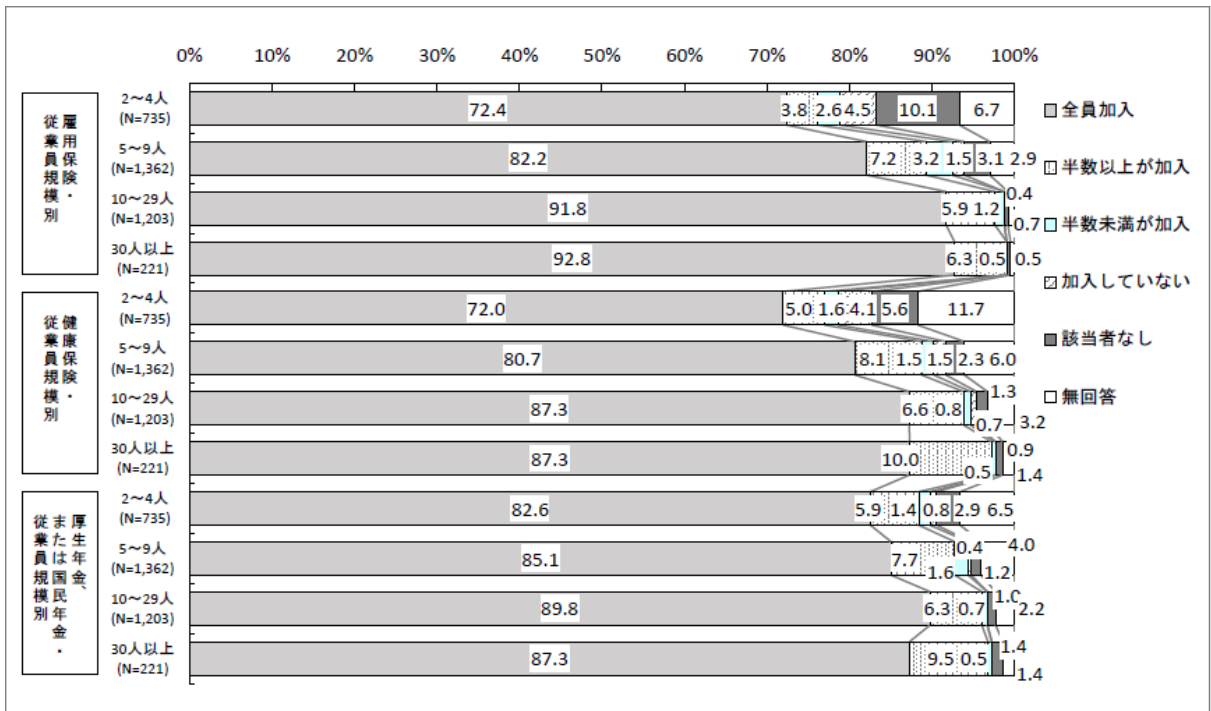 0% 10% 20% 30% 40% 50% 60% 70% 80% 90% 100%
雇用保険・
従業員規模別
2～4人
(N=735)
72.4 3.8 2.6 4.5 10.1 6.7
5～9人
(N=1,362)
82.2 7.2 3.2 1.5 3.1 2.9
10～29人
(N=1,203)
91.8 5.9 1.2 0.4 0.7
30人以上
(N=221)
92.8 6.3 0.5 0.5
健康保険・
従業員規模・別
2～4人
(N=735)
72.0 5.0 1.6 4.1 5.6 11.7
5～9人
(N=1,362)
80.7 8.1 1.5 1.5 2.3 6.0
10～29人
(N=1,203)
87.3 6.6 0.8 0.7 1.3 3.2
30人以上
(N=221)
87.3 10.0 0.5 0.9 1.4
厚生年金、
または国民年金・
従業員規模別
2～4人
(N=735)
82.6 5.9 1.4 0.8 2.9 6.5
5～9人
(N=1,362)
85.1 7.7 1.6 0.4 1.2 4.0
10～29人
(N=1,203)
89.8 6.3 0.7 1.0 2.2
30人以上
(N=221)
87.3 9.5 0.5 1.4 1.4
全員加入
半数以上が加入
半数未満が加入
加入していない
該当者なし
無回答